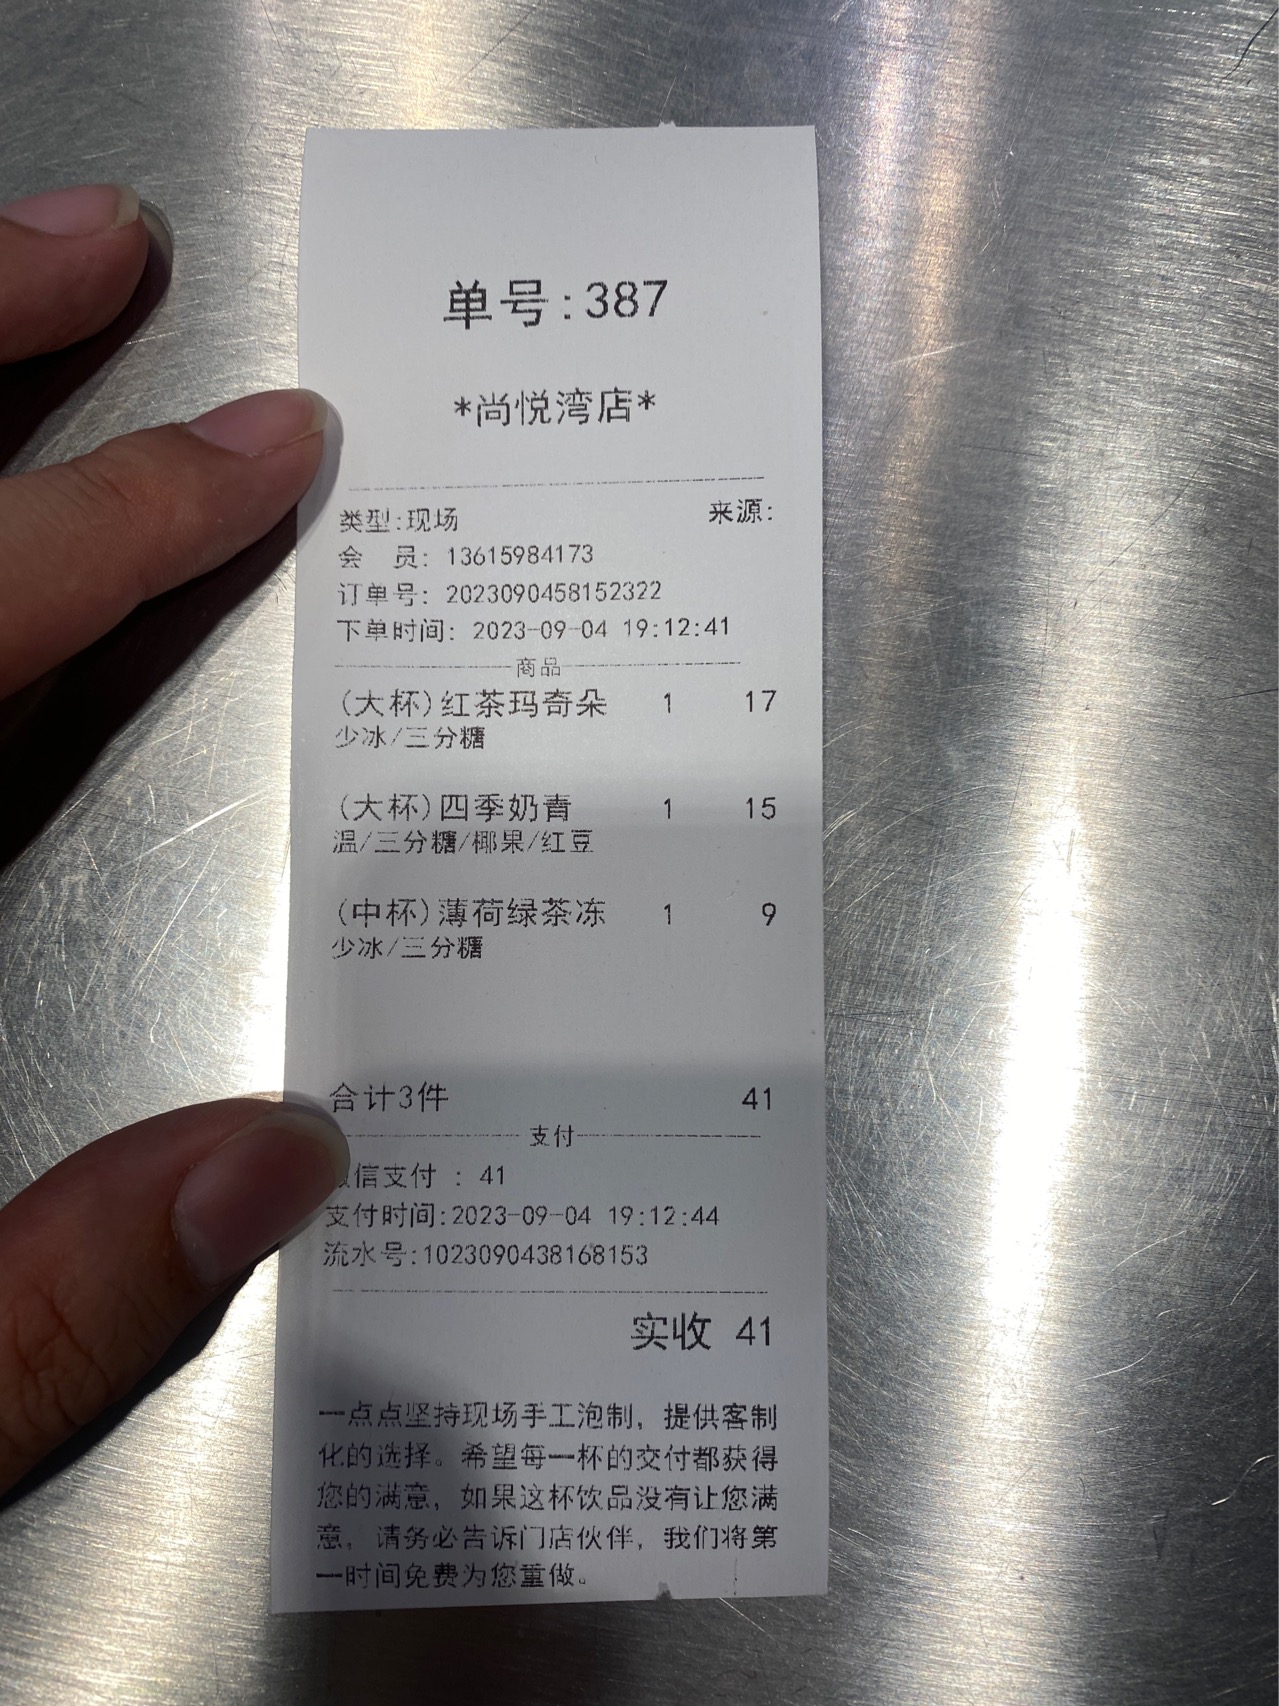 单号:387
*尚悦湾店*
类型:现场 来源:
会 员: 13615984173
订单号: 2023090458152322
下单时间: 2023-09-04 19:12:41
商品
(大杯)红茶玛奇朵 1 17
少冰/三分糖
(大杯)四季奶青 1 15
温/三分糖/椰果/红豆
(中杯)薄荷绿茶冻 1 9
少冰/三分糖
合计3件 41
支付
信支付 : 41
支付时间:2023-09-04 19:12:44
流水号:1023090438168153
实收 41
一点点坚持现场手工泡制, 提供客制
化的选择。希望每一杯的交付都获得
您的满意, 如果这杯饮品没有让您满
意, 请务必告诉门店伙伴, 我们将第
一时间免费为您重做。